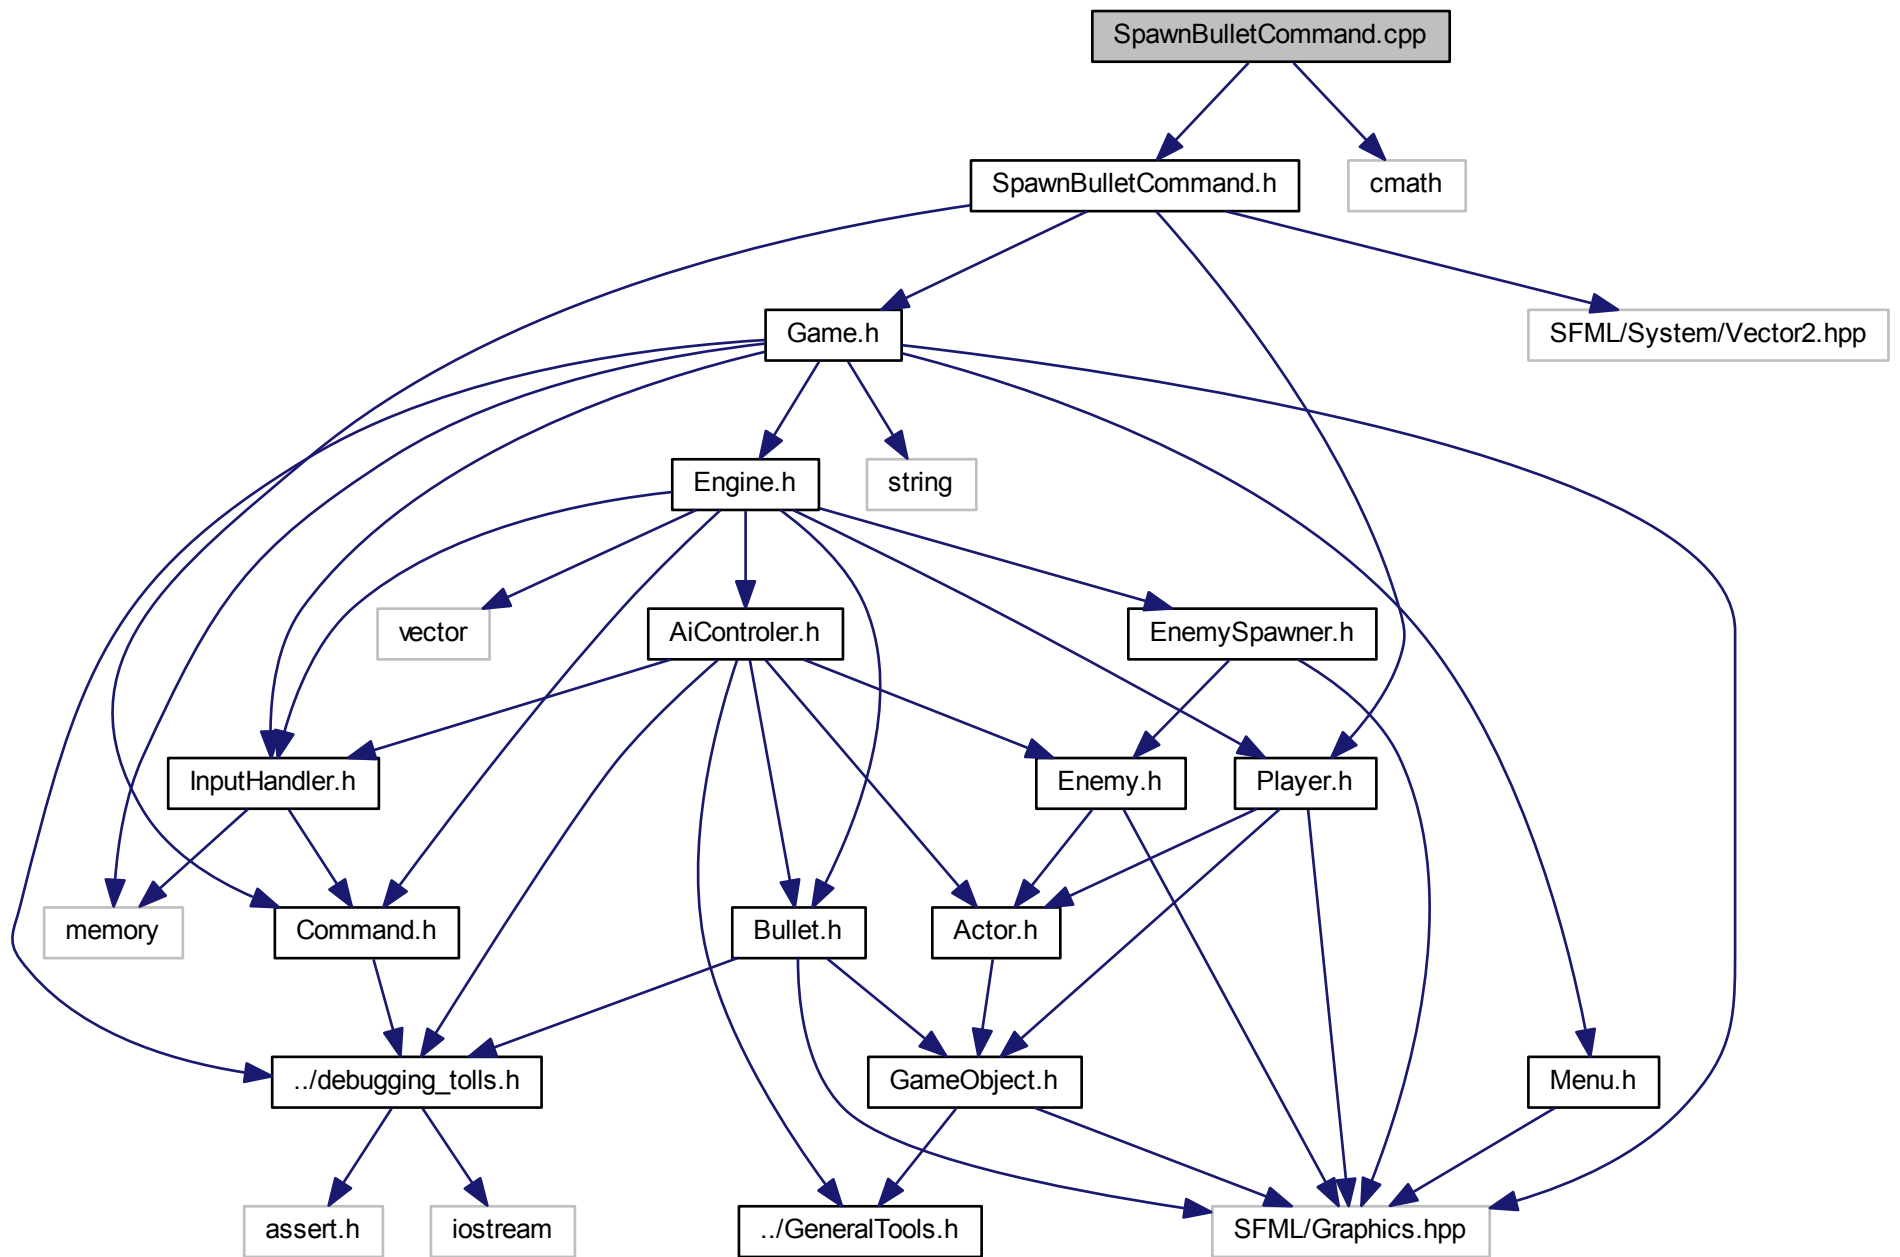 SpawnBulletCommand.cpp
SpawnBulletCommand.h
cmath
Game.h
SFML/System/Vector2.hpp
Engine.h
string
vector
AiControler.h
EnemySpawner.h
InputHandler.h
Enemy.h
Player.h
memory
Command.h
Bullet.h
Actor.h
../debugging_tolls.h
GameObject.h
Menu.h
assert.h
iostream
../GeneralTools.h
SFML/Graphics.hpp